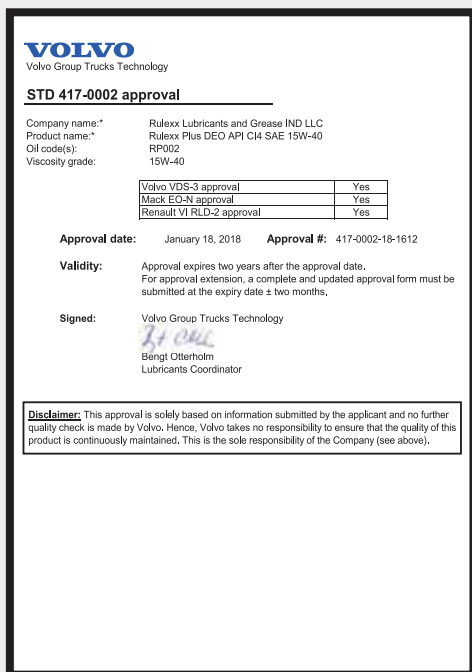 VOLVO
Volvo Group Trucks Technology
STD 417-0002 approval
Company name:* Rulexx Lubricants and Grease IND LLC
Product name:* Rulexx Plus DEO API CI4 SAE 15W-40
Oil code(s): RP002
Viscosity grade: 15W-40
Volvo VDS-3 approval Yes
Mack EO-N approval Yes
Renault VI RLD-2 approval Yes
Approval date: January 18, 2018 Approval #: 417-0002-18-1612
Validity: Approval expires two years after the approval date.
For approval extension, a complete and updated approval form must be
submitted at the expiry date ± two months.
Signed: Volvo Group Trucks Technology
Bengt Otterholm
Lubricants Coordinator
Disclaimer: This approval is solely based on information submitted by the applicant and no further
quality check is made by Volvo. Hence, Volvo takes no responsibility to ensure that the quality of this
product is continuously maintained. This is the sole responsibility of the Company (see above).